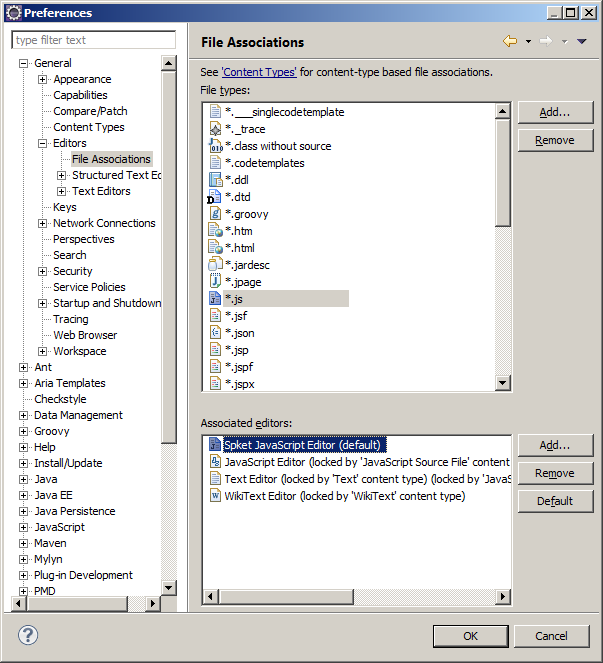 Preferences
type filter text
General
Appearance
Capabilities
Compare/Patch
Content Types
Editors
File Associations
Structured Text Ed
Text Editors
Keys
Network Connections
Perspectives
Search
Security
Service Policies
Startup and Shutdown
Tracing
Web Browser
Workspace
Ant
Aria Templates
Checkstyle
Data Management
Groovy
Help
Install/Update
Java
Java EE
Java Persistence
JavaScript
Maven
Mylyn
Plug-in Development
PMD
File Associations
See 'Content Types' for content-type based file associations.
File types:
*.___singlecodetemplate
*._trace
*.class without source
*.codetemplates
*.ddl
*.dtd
*.groovy
*.htm
*.html
*.jardesc
*.jpage
*.js
*.jsf
*.json
*.jsp
*.jspf
*.jspx
Add...
Remove
Associated editors:
Spket JavaScript Editor (default)
JavaScript Editor (locked by 'JavaScript Source File' content
Text Editor (locked by 'Text' content type) (locked by 'JavaS
WikiText Editor (locked by 'WikiText' content type)
Add...
Remove
Default
OK
Cancel